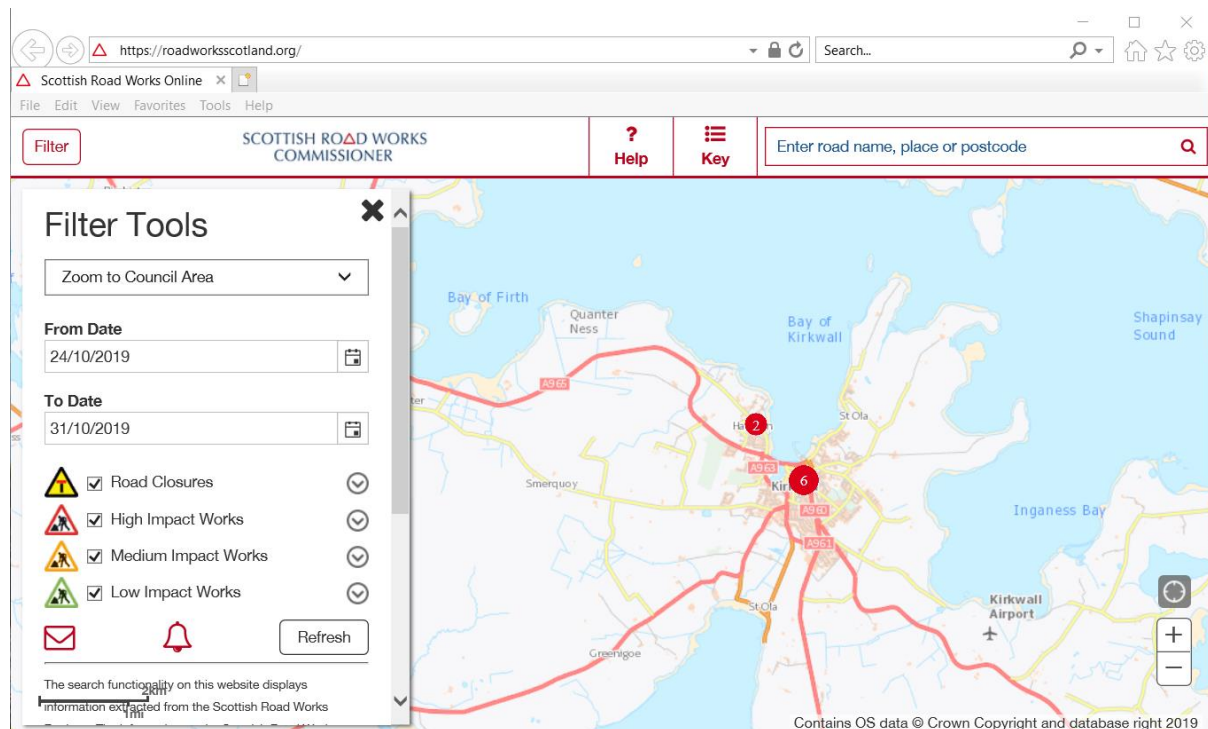 https://roadworksscotland.org/
Search...
Scottish Road Works Online
File Edit View Favorites Tools Help
Filter
SCOTTISH ROAD WORKS
COMMISSIONER
?
Help
Key
Enter road name, place or postcode
Filter Tools
Zoom to Council Area
From Date
24/10/2019
To Date
31/10/2019
Road Closures
High Impact Works
Medium Impact Works
Low Impact Works
Refresh
The search functionality on this website displays
information extracted from the Scottish Road Works
2km
1mi
Bay of Firth
Quanter
Ness
Bay of
Kirkwall
Shapinsay
Sound
A965
2
St Ola
A963
6
Smerquoy
A960
Inganess Bay
A961
Kirkwall
Airport
St Ola
Greenigoe
Contains OS data © Crown Copyright and database right 2019